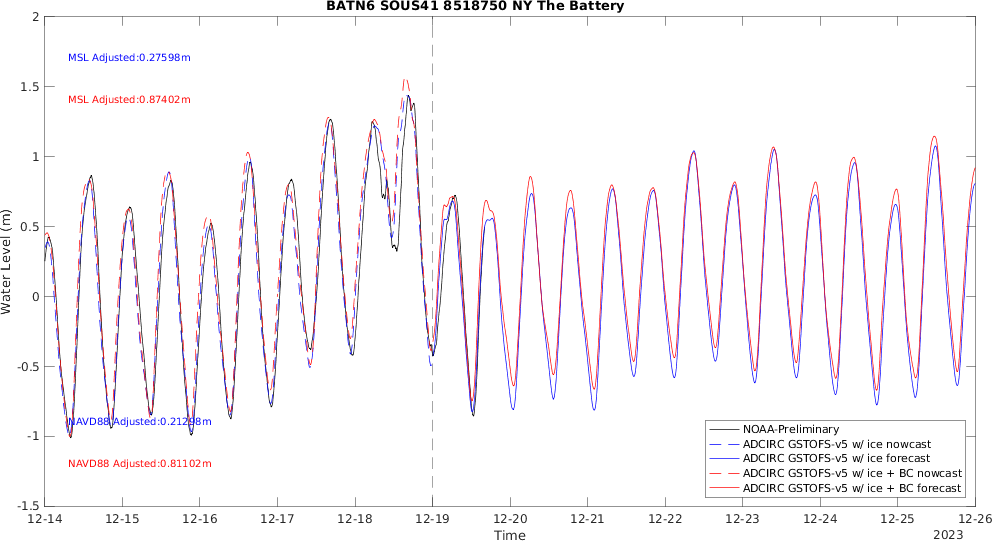 BATN6 SOUS41 8518750 NY The Battery
2
1.5
1
0.5
0
-0.5
-1
-1.5
Water Level (m)
MSL Adjusted:0.27598m
MSL Adjusted:0.87402m
NAVD88 Adjusted:0.21298m
NAVD88 Adjusted:0.81102m
NOAA-Preliminary
ADCIRC GSTOFS-v5 w/ ice nowcast
ADCIRC GSTOFS-v5 w/ ice forecast
ADCIRC GSTOFS-v5 w/ ice + BC nowcast
ADCIRC GSTOFS-v5 w/ ice + BC forecast
12-14 12-15 12-16 12-17 12-18 12-19 12-20 12-21 12-22 12-23 12-24 12-25 12-26
Time
2023